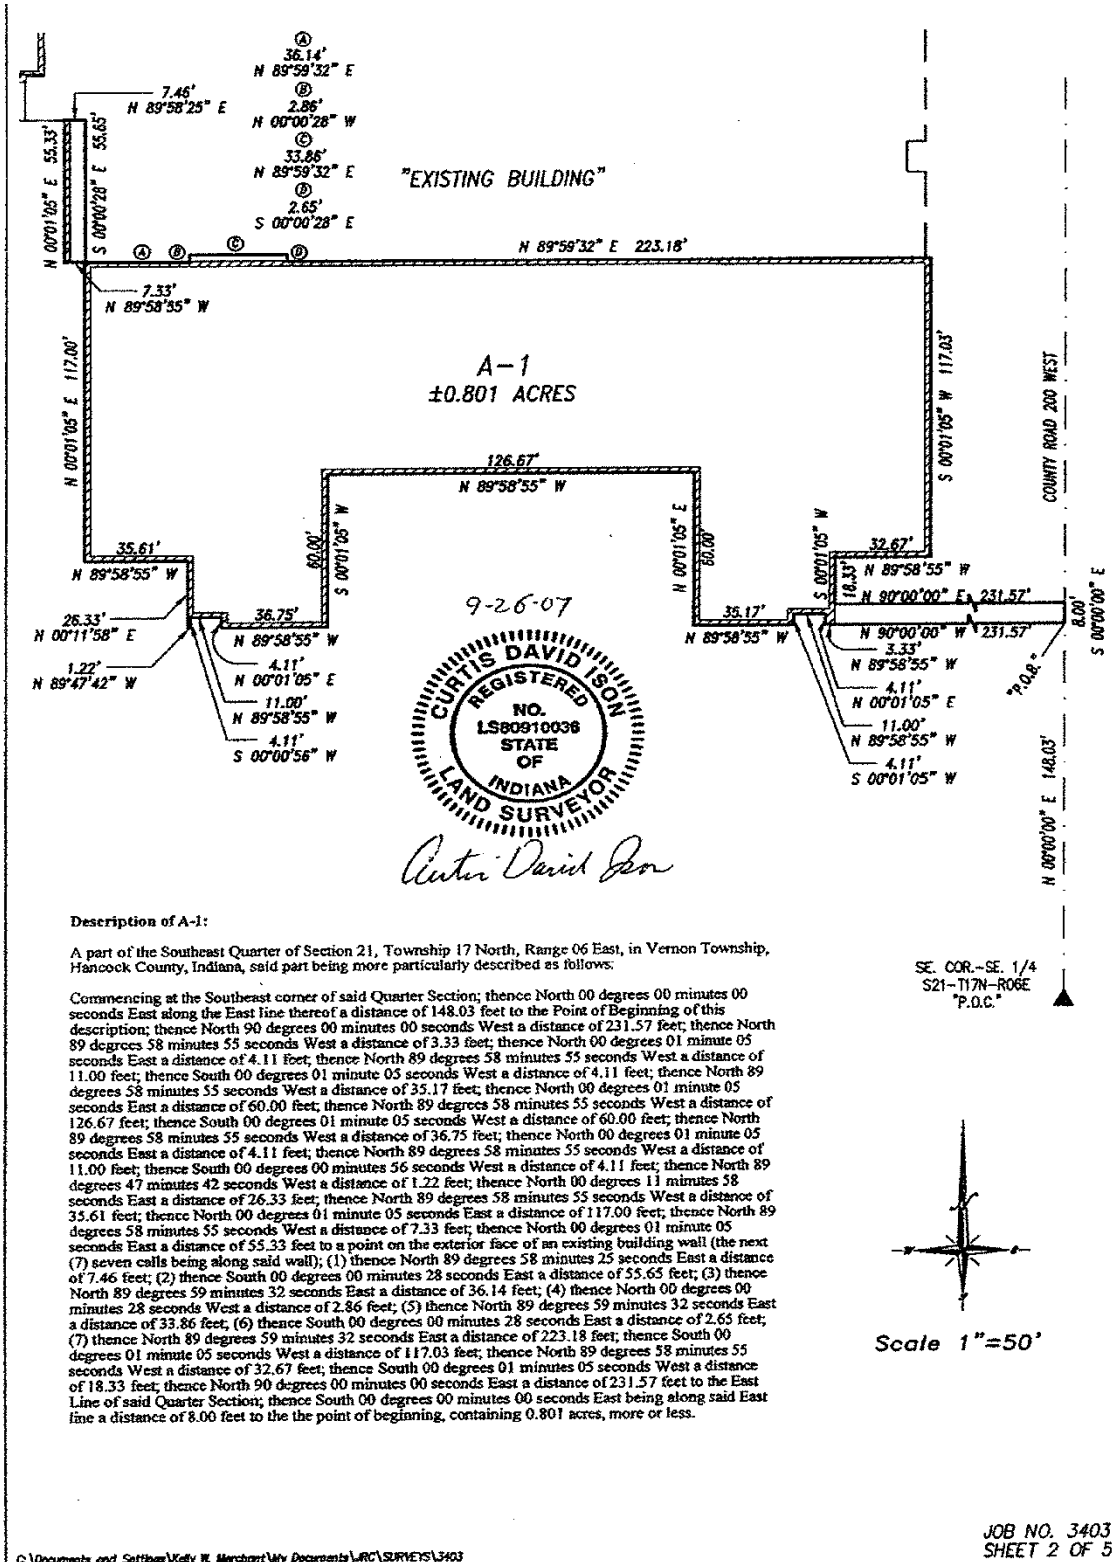 Ⓐ
36.14'
N 89°59'32" E
Ⓑ
2.86'
N 00°00'28" W
Ⓒ
33.86'
N 89°59'32" E
Ⓓ
2.65'
S 00°00'28" E
7.46'
N 89°58'25" E
N 00°01'05" E 55.33'
S 00°00'28" E 55.65'
"EXISTING BUILDING"
Ⓐ Ⓑ Ⓒ Ⓓ
N 89°59'32" E 223.18'
7.33'
N 89°58'55" W
N 00°01'05" E 117.00'
A-1
±0.801 ACRES
S 00°01'05" W 117.03'
COUNTY ROAD 200 WEST
126.67'
N 89°58'55" W
35.61'
N 89°58'55" W
60.00'
S 00°01'05" W
N 00°01'05" E
60.00'
S 00°01'05" W
18.33'
32.67'
N 89°58'55" W
N 90°00'00" E 231.57'
N 90°00'00" W 231.57'
8.00'
S 00°00'00" E
26.33'
N 00°11'58" E
1.22'
N 89°47'42" W
36.75'
N 89°58'55" W
4.11'
N 00°01'05" E
11.00'
N 89°58'55" W
4.11'
S 00°00'56" W
35.17'
N 89°58'55" W
3.33'
N 89°58'55" W
4.11'
N 00°01'05" E
11.00'
N 89°58'55" W
4.11'
S 00°01'05" W
"P.O.B."
N 00°00'00" E 148.03'
9-26-07
CURTIS DAVID ISON
REGISTERED
NO.
LS80910036
STATE
OF
INDIANA
LAND SURVEYOR
Curtis David Ison
SE. COR.-SE. 1/4
S21-T17N-R06E
"P.O.C."
Description of A-1:
A part of the Southeast Quarter of Section 21, Township 17 North, Range 06 East, in Vernon Township,
Hancock County, Indiana, said part being more particularly described as follows:
Commencing at the Southeast corner of said Quarter Section; thence North 00 degrees 00 minutes 00
seconds East along the East line thereof a distance of 148.03 feet to the Point of Beginning of this
description; thence North 90 degrees 00 minutes 00 seconds West a distance of 231.57 feet; thence North
89 degrees 58 minutes 55 seconds West a distance of 3.33 feet; thence North 00 degrees 01 minute 05
seconds East a distance of 4.11 feet; thence North 89 degrees 58 minutes 55 seconds West a distance of
11.00 feet; thence South 00 degrees 01 minute 05 seconds West a distance of 4.11 feet; thence North 89
degrees 58 minutes 55 seconds West a distance of 35.17 feet; thence North 00 degrees 01 minute 05
seconds East a distance of 60.00 feet; thence North 89 degrees 58 minutes 55 seconds West a distance of
126.67 feet; thence South 00 degrees 01 minute 05 seconds West a distance of 60.00 feet; thence North
89 degrees 58 minutes 55 seconds West a distance of 36.75 feet; thence North 00 degrees 01 minute 05
seconds East a distance of 4.11 feet; thence North 89 degrees 58 minutes 55 seconds West a distance of
11.00 feet; thence South 00 degrees 00 minutes 56 seconds West a distance of 4.11 feet; thence North 89
degrees 47 minutes 42 seconds West a distance of 1.22 feet; thence North 00 degrees 11 minutes 58
seconds East a distance of 26.33 feet; thence North 89 degrees 58 minutes 55 seconds West a distance of
35.61 feet; thence North 00 degrees 01 minute 05 seconds East a distance of 117.00 feet; thence North 89
degrees 58 minutes 55 seconds West a distance of 7.33 feet; thence North 00 degrees 01 minute 05
seconds East a distance of 55.33 feet to a point on the exterior face of an existing building wall (the next
(7) seven calls being along said wall); (1) thence North 89 degrees 58 minutes 25 seconds East a distance
of 7.46 feet; (2) thence South 00 degrees 00 minutes 28 seconds East a distance of 55.65 feet; (3) thence
North 89 degrees 59 minutes 32 seconds East a distance of 36.14 feet; (4) thence North 00 degrees 00
minutes 28 seconds West a distance of 2.86 feet; (5) thence North 89 degrees 59 minutes 32 seconds East
a distance of 33.86 feet; (6) thence South 00 degrees 00 minutes 28 seconds East a distance of 2.65 feet;
(7) thence North 89 degrees 59 minutes 32 seconds East a distance of 223.18 feet; thence South 00
degrees 01 minute 05 seconds West a distance of 117.03 feet; thence North 89 degrees 58 minutes 55
seconds West a distance of 32.67 feet; thence South 00 degrees 01 minutes 05 seconds West a distance
of 18.33 feet; thence North 90 degrees 00 minutes 00 seconds East a distance of 231.57 feet to the East
Line of said Quarter Section; thence South 00 degrees 00 minutes 00 seconds East being along said East
line a distance of 8.00 feet to the the point of beginning, containing 0.801 acres, more or less.
Scale 1"=50'
JOB NO. 3403
SHEET 2 OF 5
C:\Documents and Settings\Kelly W. Merchant\My Documents\JRC\SURVEYS\3403